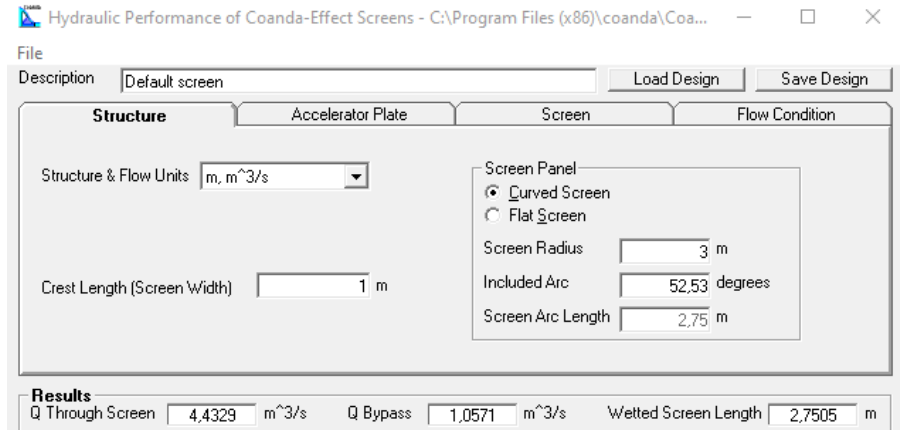 Hydraulic Performance of Coanda-Effect Screens - C:\Program Files (x86)\coanda\Coa...
File
Description Default screen Load Design Save Design
Structure Accelerator Plate Screen Flow Condition
Structure & Flow Units m, m^3/s
Screen Panel
Curved Screen
Flat Screen
Screen Radius 3 m
Crest Length (Screen Width) 1 m
Included Arc 52,53 degrees
Screen Arc Length 2,75 m
Results
Q Through Screen 4,4329 m^3/s Q Bypass 1,0571 m^3/s Wetted Screen Length 2,7505 m